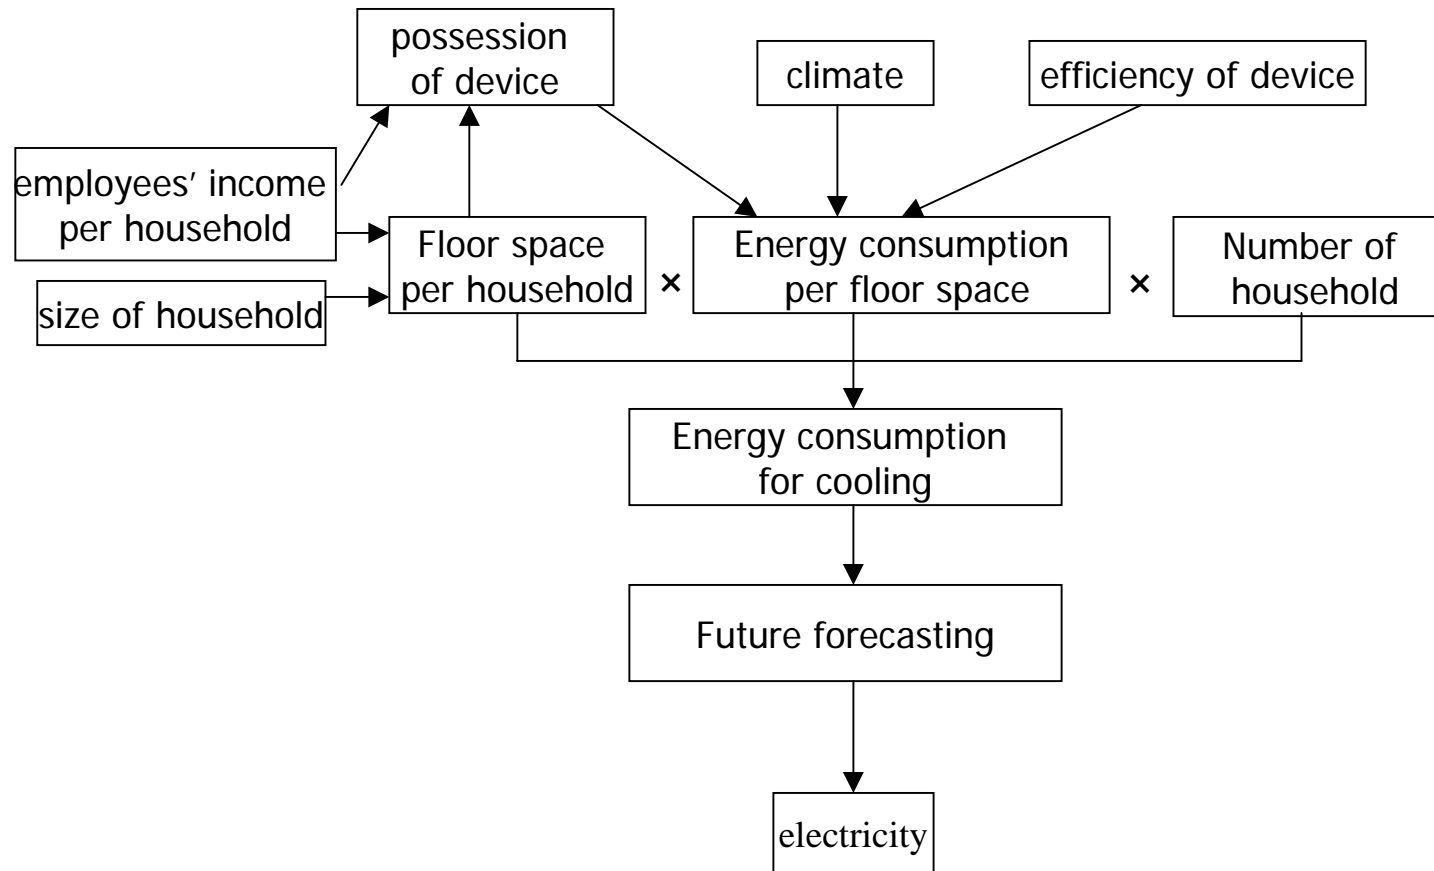 possession
of device
climate
efficiency of device
employees’ income
per household
Floor space
per household
×
Energy consumption
per floor space
×
Number of
household
size of household
Energy consumption
for cooling
Future forecasting
electricity